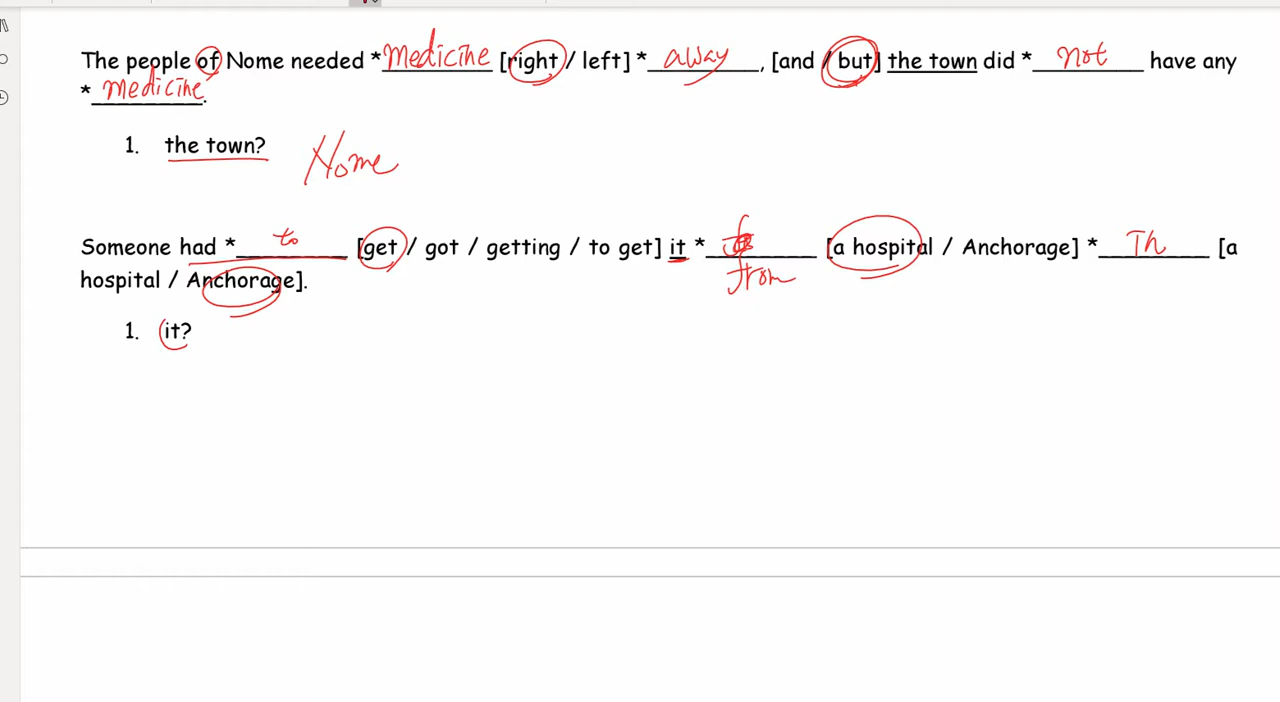 The people of Nome needed *medicine [right / left] *away, [and / but] the town did *not have any
*medicine.
1. the town? Nome
Someone had *to [get / got / getting / to get] it *from [a hospital / Anchorage] *Th [a
hospital / Anchorage].
1. it?